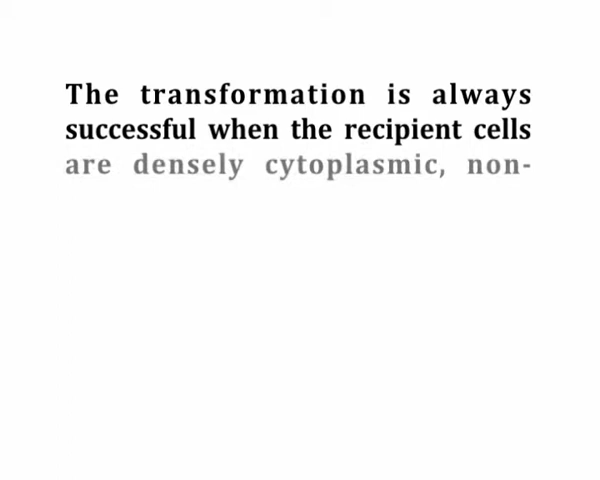 The transformation is always
successful when the recipient cells
are densely cytoplasmic, non-